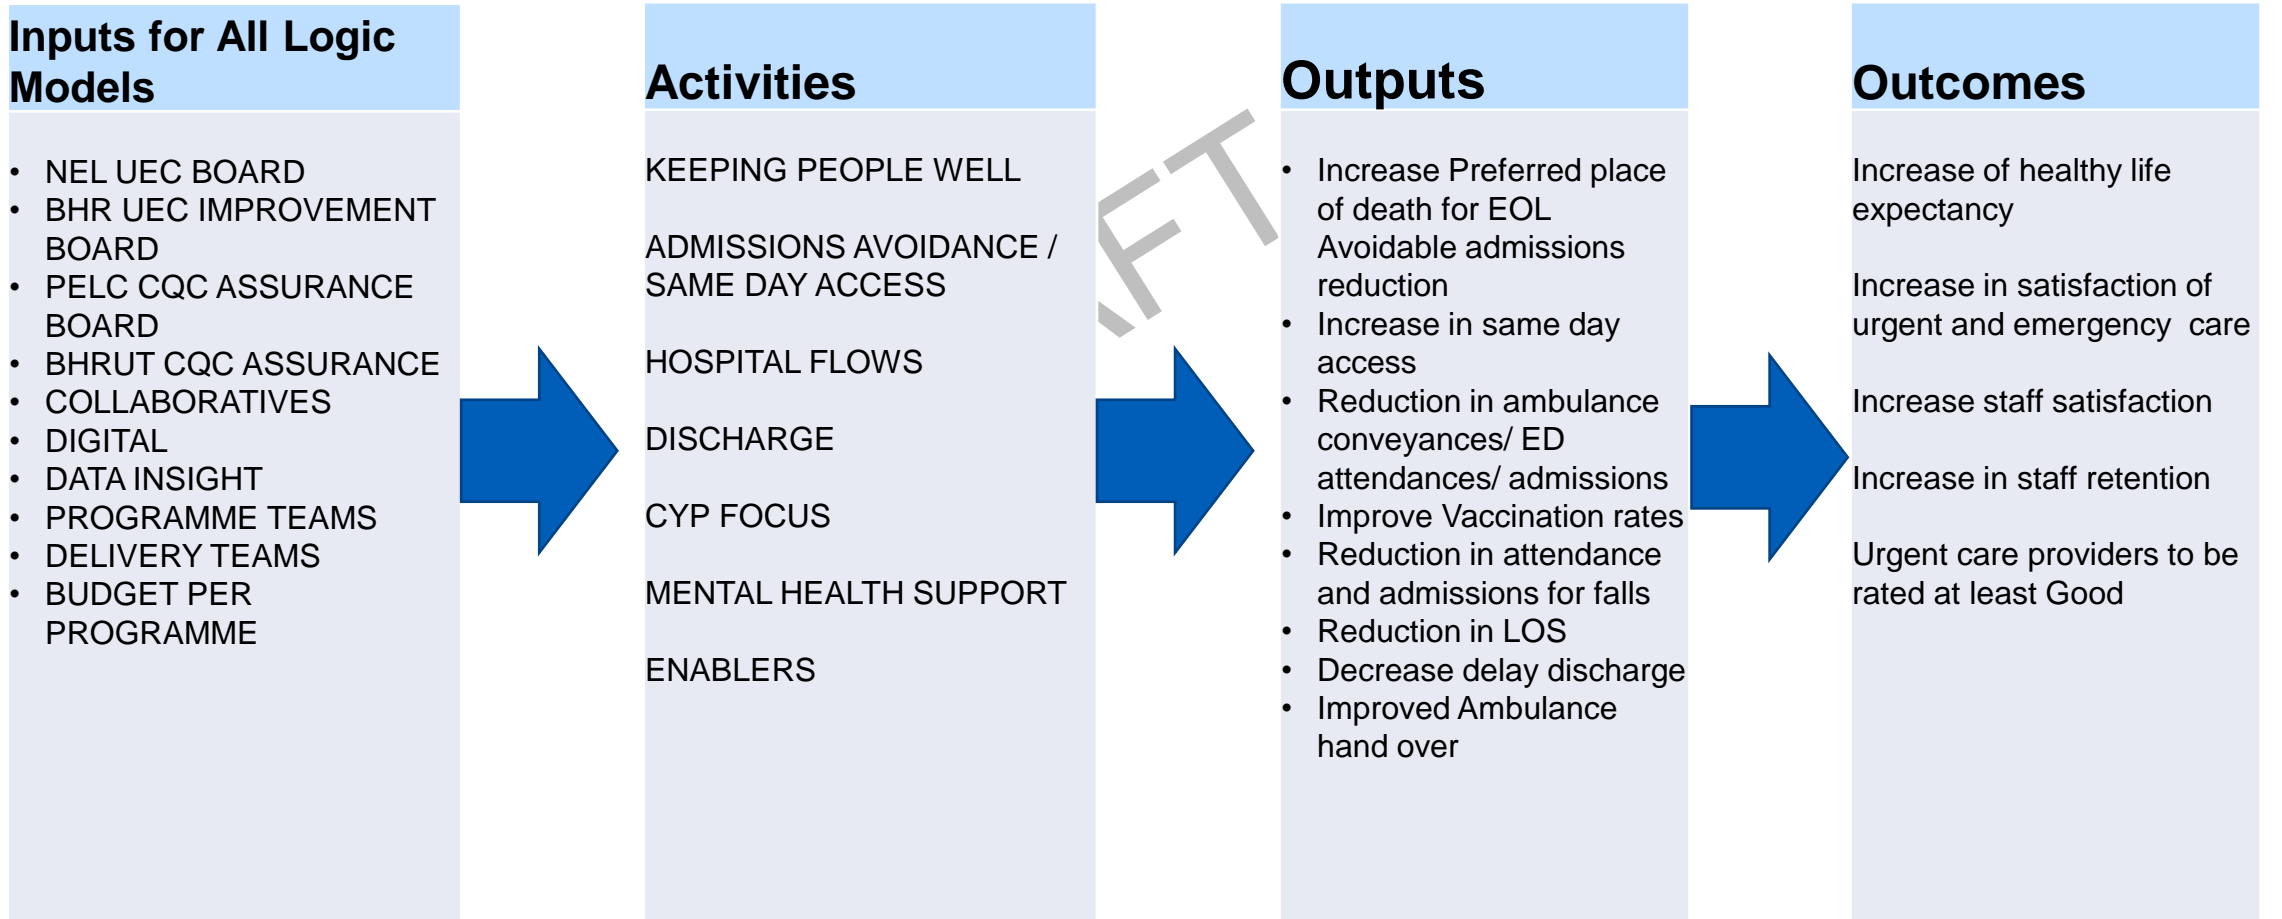 Inputs for All Logic
Models
• NEL UEC BOARD
• BHR UEC IMPROVEMENT
BOARD
• PELC CQC ASSURANCE
BOARD
• BHRUT CQC ASSURANCE
• COLLABORATIVES
• DIGITAL
• DATA INSIGHT
• PROGRAMME TEAMS
• DELIVERY TEAMS
• BUDGET PER
PROGRAMME
Activities
KEEPING PEOPLE WELL
ADMISSIONS AVOIDANCE /
SAME DAY ACCESS
HOSPITAL FLOWS
DISCHARGE
CYP FOCUS
MENTAL HEALTH SUPPORT
ENABLERS
Outputs
• Increase Preferred place
of death for EOL
Avoidable admissions
reduction
• Increase in same day
access
• Reduction in ambulance
conveyances/ ED
attendances/ admissions
• Improve Vaccination rates
• Reduction in attendance
and admissions for falls
• Reduction in LOS
• Decrease delay discharge
• Improved Ambulance
hand over
Outcomes
Increase of healthy life
expectancy
Increase in satisfaction of
urgent and emergency  care
Increase staff satisfaction
Increase in staff retention
Urgent care providers to be
rated at least Good